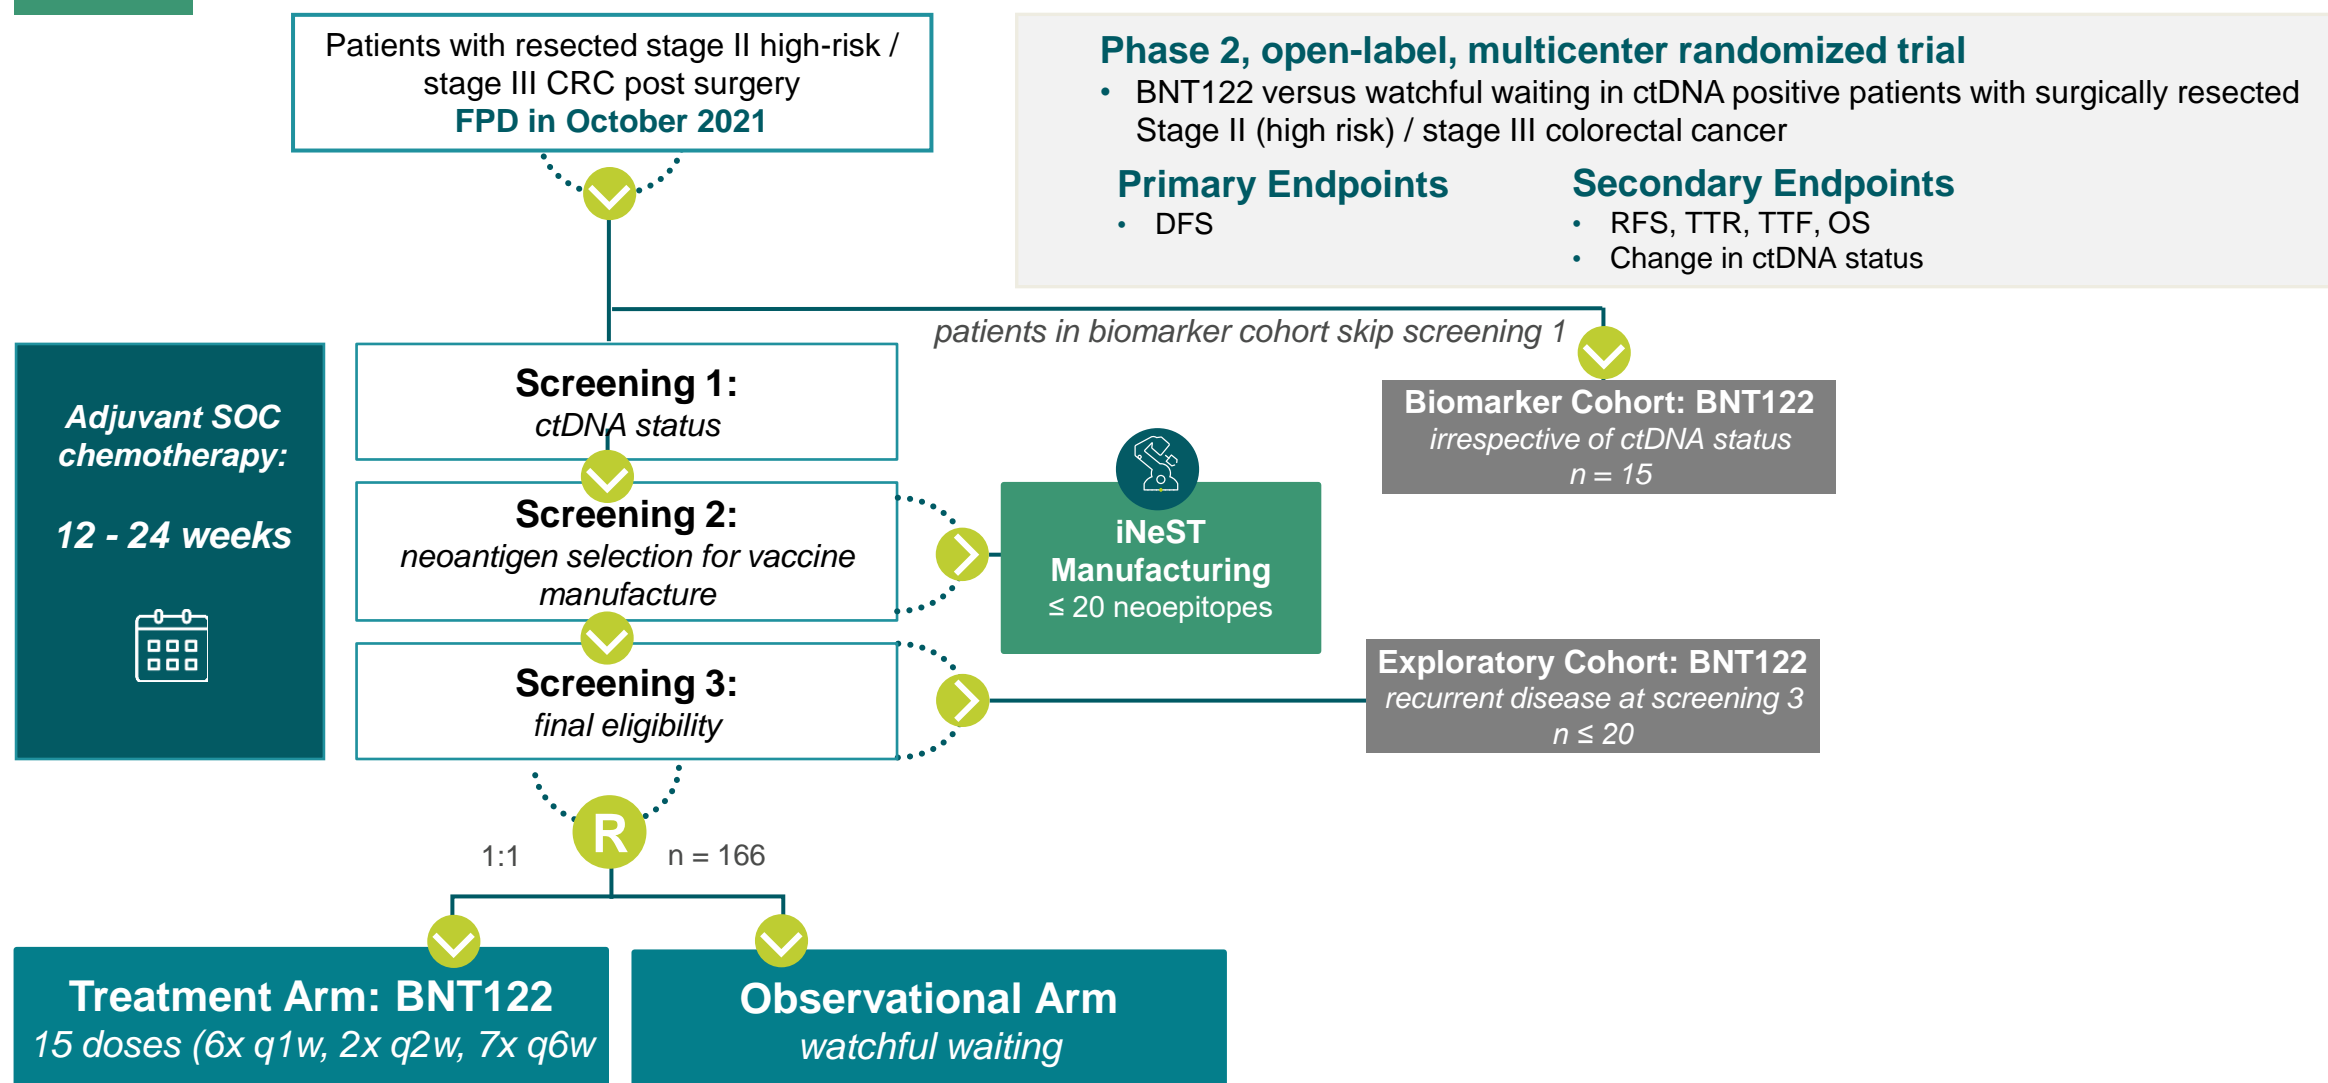 Patients with resected stage II high-risk /
stage III CRC post surgery
FPD in October 2021
Phase 2, open-label, multicenter randomized trial
• BNT122 versus watchful waiting in ctDNA positive patients with surgically resected
Stage II (high risk) / stage III colorectal cancer
Primary Endpoints
• DFS
Secondary Endpoints
• RFS, TTR, TTF, OS
• Change in ctDNA status
patients in biomarker cohort skip screening 1
Adjuvant SOC
chemotherapy:
12 - 24 weeks
Screening 1:
ctDNA status
Biomarker Cohort: BNT122
irrespective of ctDNA status
n = 15
Screening 2:
neoantigen selection for vaccine
manufacture
iNeST
Manufacturing
≤ 20 neoepitopes
Screening 3:
final eligibility
Exploratory Cohort: BNT122
recurrent disease at screening 3
n ≤ 20
R
1:1
n = 166
Treatment Arm: BNT122
15 doses (6x q1w, 2x q2w, 7x q6w
Observational Arm
watchful waiting